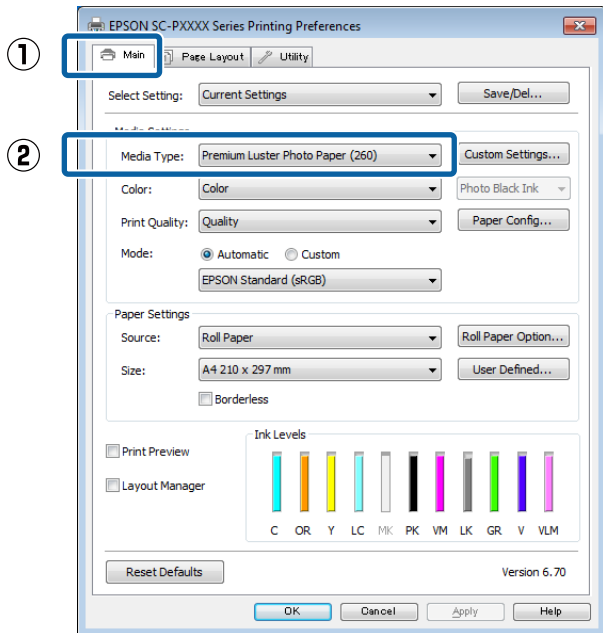 EPSON SC-PXXXX Series Printing Preferences
① Main Page Layout Utility
Select Setting: Current Settings Save/Del...
Media Settings
② Media Type: Premium Luster Photo Paper (260) Custom Settings...
Color: Color Photo Black Ink
Print Quality: Quality Paper Config...
Mode: Automatic Custom
EPSON Standard (sRGB)
Paper Settings
Source: Roll Paper Roll Paper Option...
Size: A4 210 x 297 mm User Defined...
Borderless
Ink Levels
Print Preview
Layout Manager
C OR Y LC MK PK VM LK GR V VLM
Reset Defaults Version 6.70
OK Cancel Apply Help